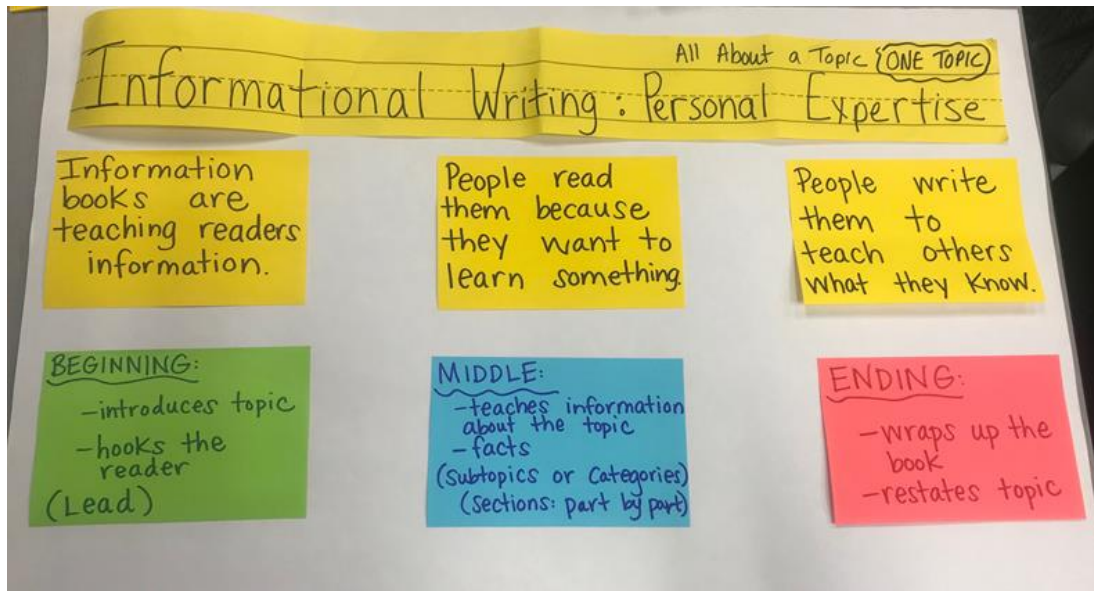 All About a Topic (ONE TOPIC)
Informational Writing: Personal Expertise
Information
books are
teaching readers
information.
People read
them because
they want to
learn something.
People write
them to
teach others
what they know.
BEGINNING:
-introduces topic
-hooks the
reader
(Lead)
MIDDLE:
-teaches information
about the topic
-facts
(Subtopics or Categories)
(Sections: part by part)
ENDING:
-wraps up the
book
-restates topic